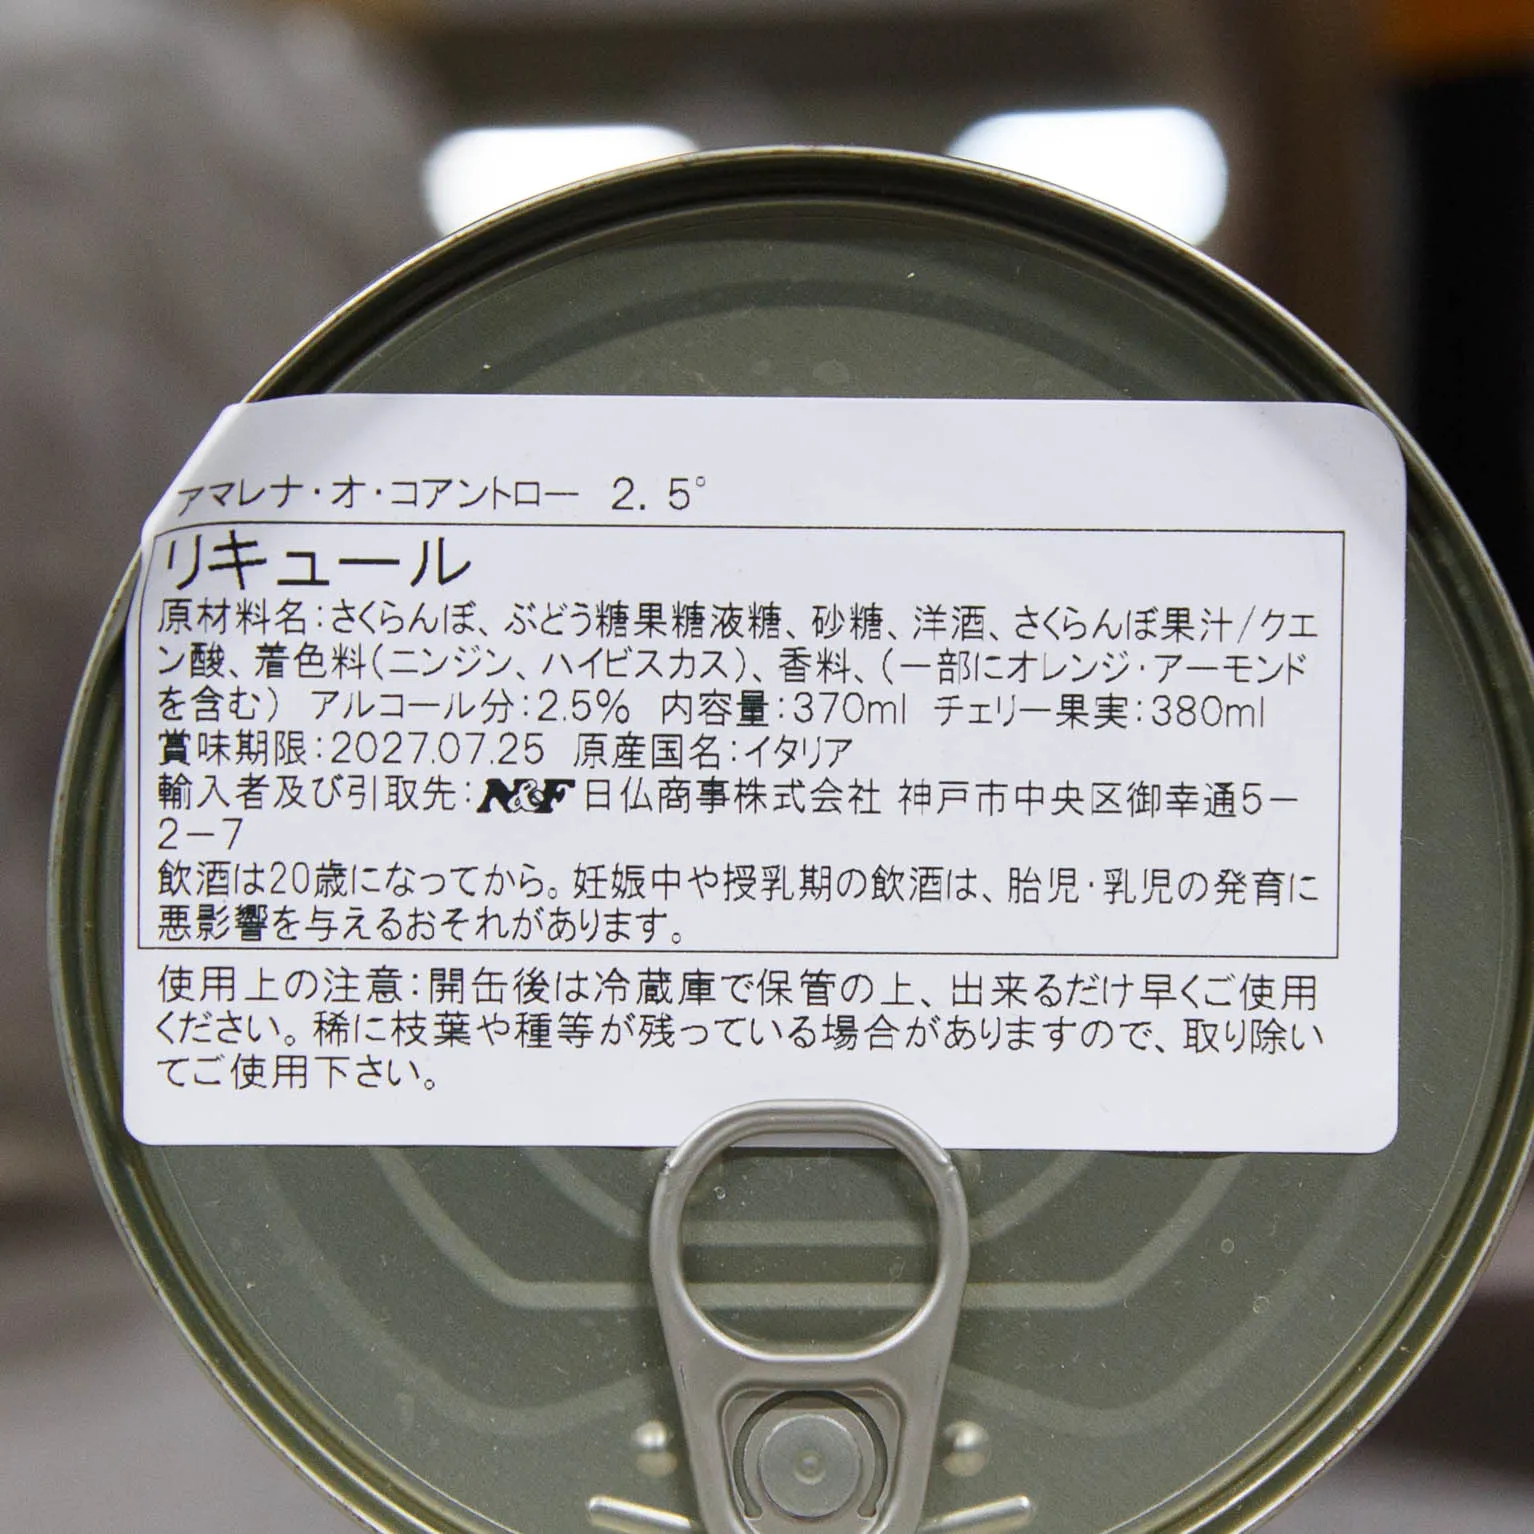 アマレナ・オ・コアントロー 2.5°
リキュール
原材料名:さくらんぼ、ぶどう糖果糖液糖、砂糖、洋酒、さくらんぼ果汁/クエ
ン酸、着色料(ニンジン、ハイビスカス)、香料、(一部にオレンジ・アーモンド
を含む) アルコール分:2.5% 内容量:370ml チェリー果実:380ml
賞味期限:2027.07.25 原産国名:イタリア
輸入者及び引取先:N&F 日仏商事株式会社 神戸市中央区御幸通5-
2-7
飲酒は20歳になってから。妊娠中や授乳期の飲酒は、胎児・乳児の発育に
悪影響を与えるおそれがあります。
使用上の注意:開缶後は冷蔵庫で保管の上、出来るだけ早くご使用
ください。稀に枝葉や種等が残っている場合がありますので、取り除い
てご使用下さい。